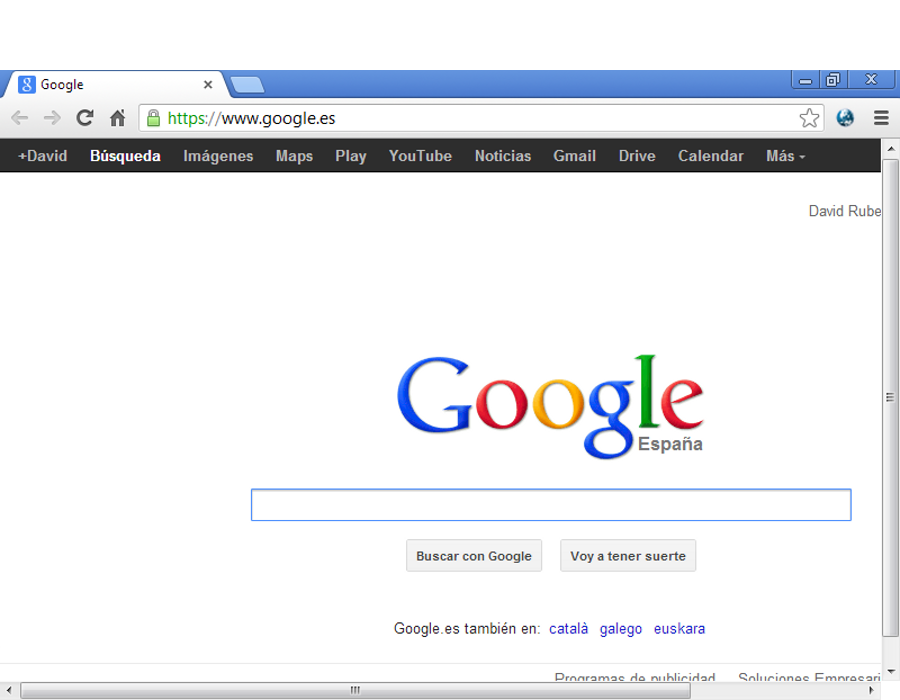 Google
https://www.google.es
+David Búsqueda Imágenes Maps Play YouTube Noticias Gmail Drive Calendar Más
David Rube
Google
España
Buscar con Google Voy a tener suerte
Google.es también en: català galego euskara
Programas de publicidad Soluciones Empresari